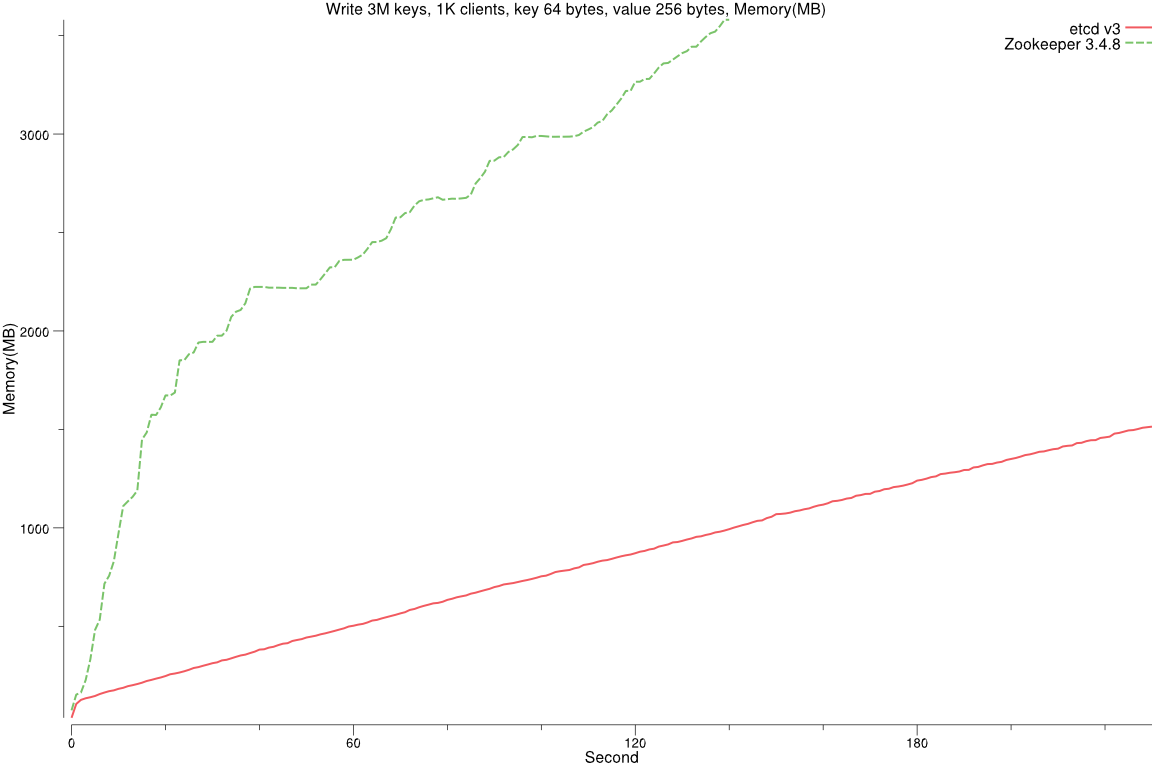 Write 3M keys, 1K clients, key 64 bytes, value 256 bytes, Memory(MB)
etcd v3
Zookeeper 3.4.8
3000
2000
1000
Memory(MB)
0 60 120 180
Second